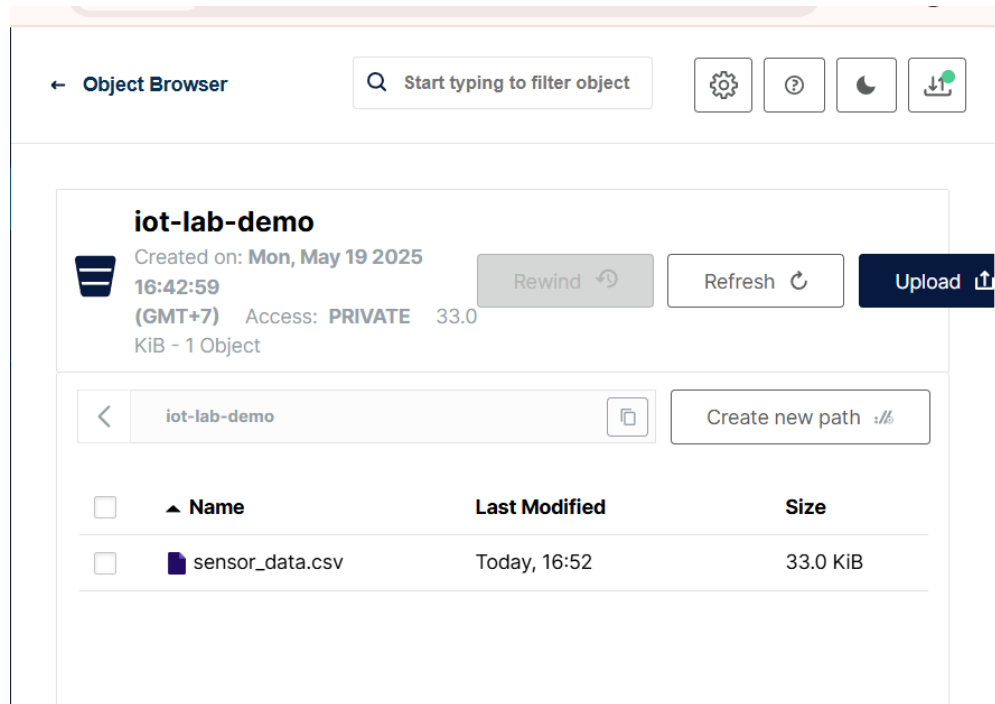 ← Object Browser
Start typing to filter object
iot-lab-demo
Created on: Mon, May 19 2025
16:42:59
(GMT+7) Access: PRIVATE 33.0
KiB - 1 Object
Rewind
Refresh
Upload
iot-lab-demo
Create new path
Name Last Modified Size
sensor_data.csv Today, 16:52 33.0 KiB